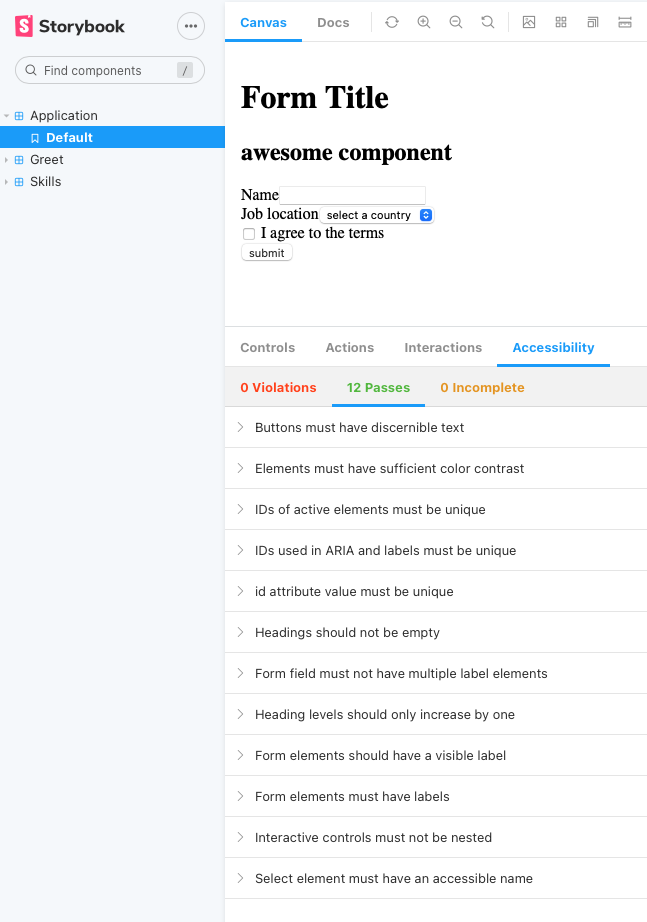 Storybook
Find components /
Application
Default
Greet
Skills
Canvas Docs
Form Title
awesome component
Name
Job location select a country
I agree to the terms
submit
Controls Actions Interactions Accessibility
0 Violations 12 Passes 0 Incomplete
Buttons must have discernible text
Elements must have sufficient color contrast
IDs of active elements must be unique
IDs used in ARIA and labels must be unique
id attribute value must be unique
Headings should not be empty
Form field must not have multiple label elements
Heading levels should only increase by one
Form elements should have a visible label
Form elements must have labels
Interactive controls must not be nested
Select element must have an accessible name